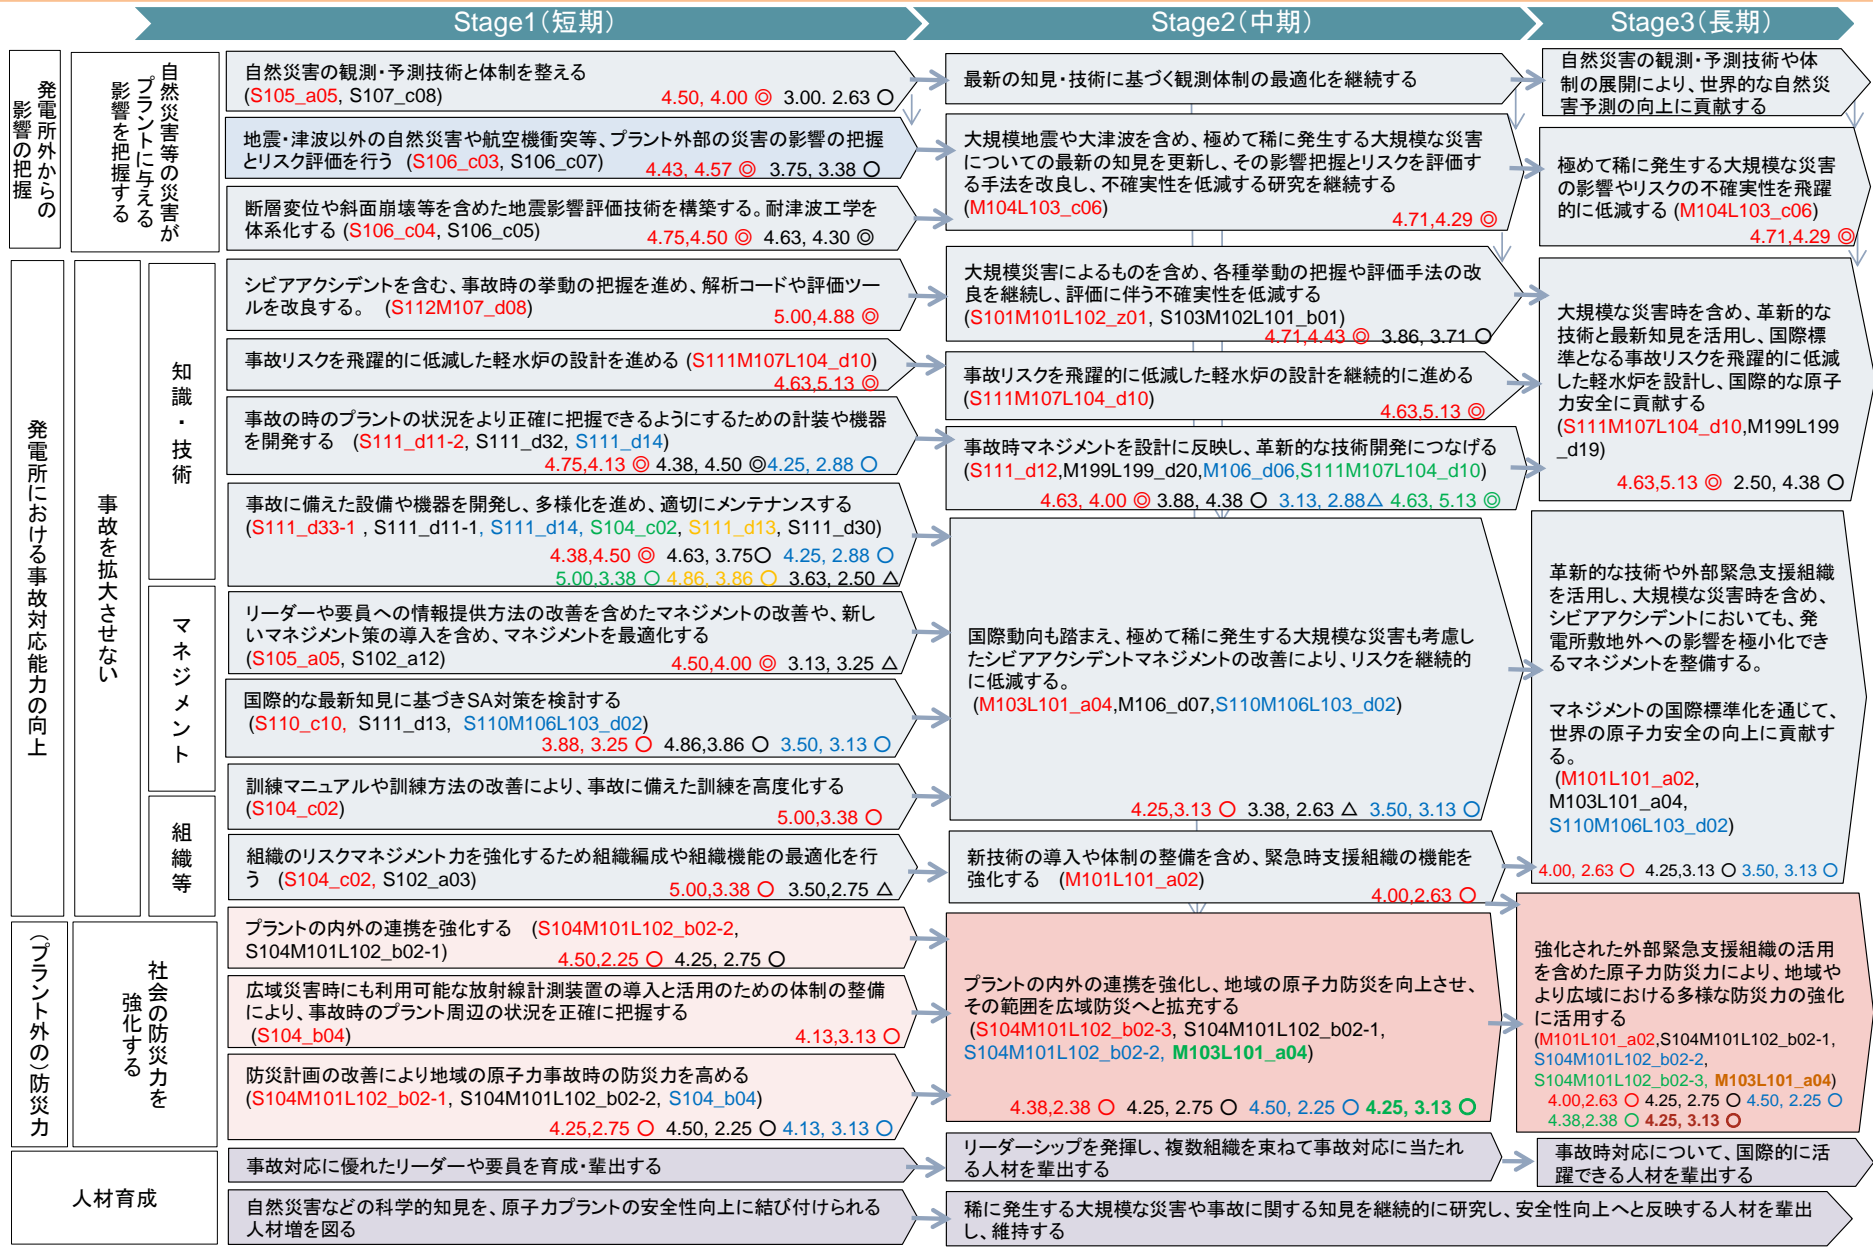 Stage1(短期)
Stage2(中期)
Stage3(長期)
発電所外からの
影響の把握
自然災害等の災害が
プラントに与える
影響を把握する
自然災害の観測・予測技術と体制を整える
(S105_a05, S107_c08)
4.50, 4.00 ◎ 3.00. 2.63 〇
最新の知見・技術に基づく観測体制の最適化を継続する
自然災害の観測・予測技術や体
制の展開により、世界的な自然災
害予測の向上に貢献する
地震・津波以外の自然災害や航空機衝突等、プラント外部の災害の影響の把握
とリスク評価を行う (S106_c03, S106_c07)
4.43, 4.57 ◎ 3.75, 3.38 〇
大規模地震や大津波を含め、極めて稀に発生する大規模な災害
についての最新の知見を更新し、その影響把握とリスクを評価す
る手法を改良し、不確実性を低減する研究を継続する
(M104L103_c06)
4.71,4.29 ◎
極めて稀に発生する大規模な災害
の影響やリスクの不確実性を飛躍
的に低減する (M104L103_c06)
4.71,4.29 ◎
断層変位や斜面崩壊等を含めた地震影響評価技術を構築する。耐津波工学を
体系化する (S106_c04, S106_c05)
4.75,4.50 ◎ 4.63, 4.30 ◎
発電所における事故対応能力の向上
事故を拡大させない
知識・技術
シビアアクシデントを含む、事故時の挙動の把握を進め、解析コードや評価ツー
ルを改良する。 (S112M107_d08)
5.00,4.88 ◎
大規模災害によるものを含め、各種挙動の把握や評価手法の改
良を継続し、評価に伴う不確実性を低減する
(S101M101L102_z01, S103M102L101_b01)
4.71,4.43 ◎ 3.86, 3.71 〇
大規模な災害時を含め、革新的な
技術と最新知見を活用し、国際標
準となる事故リスクを飛躍的に低減
した軽水炉を設計し、国際的な原子
力安全に貢献する
(S111M107L104_d10,M199L199
_d19)
4.63,5.13 ◎ 2.50, 4.38 〇
事故リスクを飛躍的に低減した軽水炉の設計を進める (S111M107L104_d10)
4.63,5.13 ◎
事故リスクを飛躍的に低減した軽水炉の設計を継続的に進める
(S111M107L104_d10)
4.63,5.13 ◎
事故の時のプラントの状況をより正確に把握できるようにするための計装や機器
を開発する (S111_d11-2, S111_d32, S111_d14)
4.75,4.13 ◎ 4.38, 4.50 ◎4.25, 2.88 〇
事故時マネジメントを設計に反映し、革新的な技術開発につなげる
(S111_d12,M199L199_d20,M106_d06,S111M107L104_d10)
4.63, 4.00 ◎ 3.88, 4.38 〇 3.13, 2.88△ 4.63, 5.13 ◎
事故に備えた設備や機器を開発し、多様化を進め、適切にメンテナンスする
(S111_d33-1 , S111_d11-1, S111_d14, S104_c02, S111_d13, S111_d30)
4.38,4.50 ◎ 4.63, 3.75〇 4.25, 2.88 〇
5.00,3.38 〇 4.86, 3.86 〇 3.63, 2.50 △
マネジメント
リーダーや要員への情報提供方法の改善を含めたマネジメントの改善や、新し
いマネジメント策の導入を含め、マネジメントを最適化する
(S105_a05, S102_a12)
4.50,4.00 ◎ 3.13, 3.25 △
国際動向も踏まえ、極めて稀に発生する大規模な災害も考慮し
たシビアアクシデントマネジメントの改善により、リスクを継続的
に低減する。
(M103L101_a04,M106_d07,S110M106L103_d02)
4.25,3.13 〇 3.38, 2.63 △ 3.50, 3.13 〇
革新的な技術や外部緊急支援組織
を活用し、大規模な災害時を含め、
シビアアクシデントにおいても、発
電所敷地外への影響を極小化でき
るマネジメントを整備する。
マネジメントの国際標準化を通じて、
世界の原子力安全の向上に貢献す
る。
(M101L101_a02,
M103L101_a04,
S110M106L103_d02)
4.00, 2.63 〇 4.25,3.13 〇 3.50, 3.13 〇
国際的な最新知見に基づきSA対策を検討する
(S110_c10, S111_d13, S110M106L103_d02)
3.88, 3.25 〇 4.86,3.86 〇 3.50, 3.13 〇
訓練マニュアルや訓練方法の改善により、事故に備えた訓練を高度化する
(S104_c02)
5.00,3.38 〇
組織等
組織のリスクマネジメント力を強化するため組織編成や組織機能の最適化を行
う (S104_c02, S102_a03)
5.00,3.38 〇 3.50,2.75 △
新技術の導入や体制の整備を含め、緊急時支援組織の機能を
強化する (M101L101_a02)
4.00,2.63 〇
(プラント外の)防災力
社会の防災力を
強化する
プラントの内外の連携を強化する (S104M101L102_b02-2,
S104M101L102_b02-1)
4.50,2.25 〇 4.25, 2.75 〇
広域災害時にも利用可能な放射線計測装置の導入と活用のための体制の整備
により、事故時のプラント周辺の状況を正確に把握する
(S104_b04)
4.13,3.13 〇
防災計画の改善により地域の原子力事故時の防災力を高める
(S104M101L102_b02-1, S104M101L102_b02-2, S104_b04)
4.25,2.75 〇 4.50, 2.25 〇 4.13, 3.13 〇
プラントの内外の連携を強化し、地域の原子力防災を向上させ、
その範囲を広域防災へと拡充する
(S104M101L102_b02-3, S104M101L102_b02-1,
S104M101L102_b02-2, M103L101_a04)
4.38,2.38 〇 4.25, 2.75 〇 4.50, 2.25 〇 4.25, 3.13 〇
強化された外部緊急支援組織の活用
を含めた原子力防災力により、地域や
より広域における多様な防災力の強化
に活用する
(M101L101_a02,S104M101L102_b02-1,
S104M101L102_b02-2,
S104M101L102_b02-3, M103L101_a04)
4.00,2.63 〇 4.25, 2.75 〇 4.50, 2.25 〇
4.38,2.38 〇 4.25, 3.13 〇
人材育成
事故対応に優れたリーダーや要員を育成・輩出する
リーダーシップを発揮し、複数組織を束ねて事故対応に当たれ
る人材を輩出する
事故時対応について、国際的に活
躍できる人材を輩出する
自然災害などの科学的知見を、原子力プラントの安全性向上に結び付けられる
人材増を図る
稀に発生する大規模な災害や事故に関する知見を継続的に研究し、安全性向上へと反映する人材を輩出
し、維持する